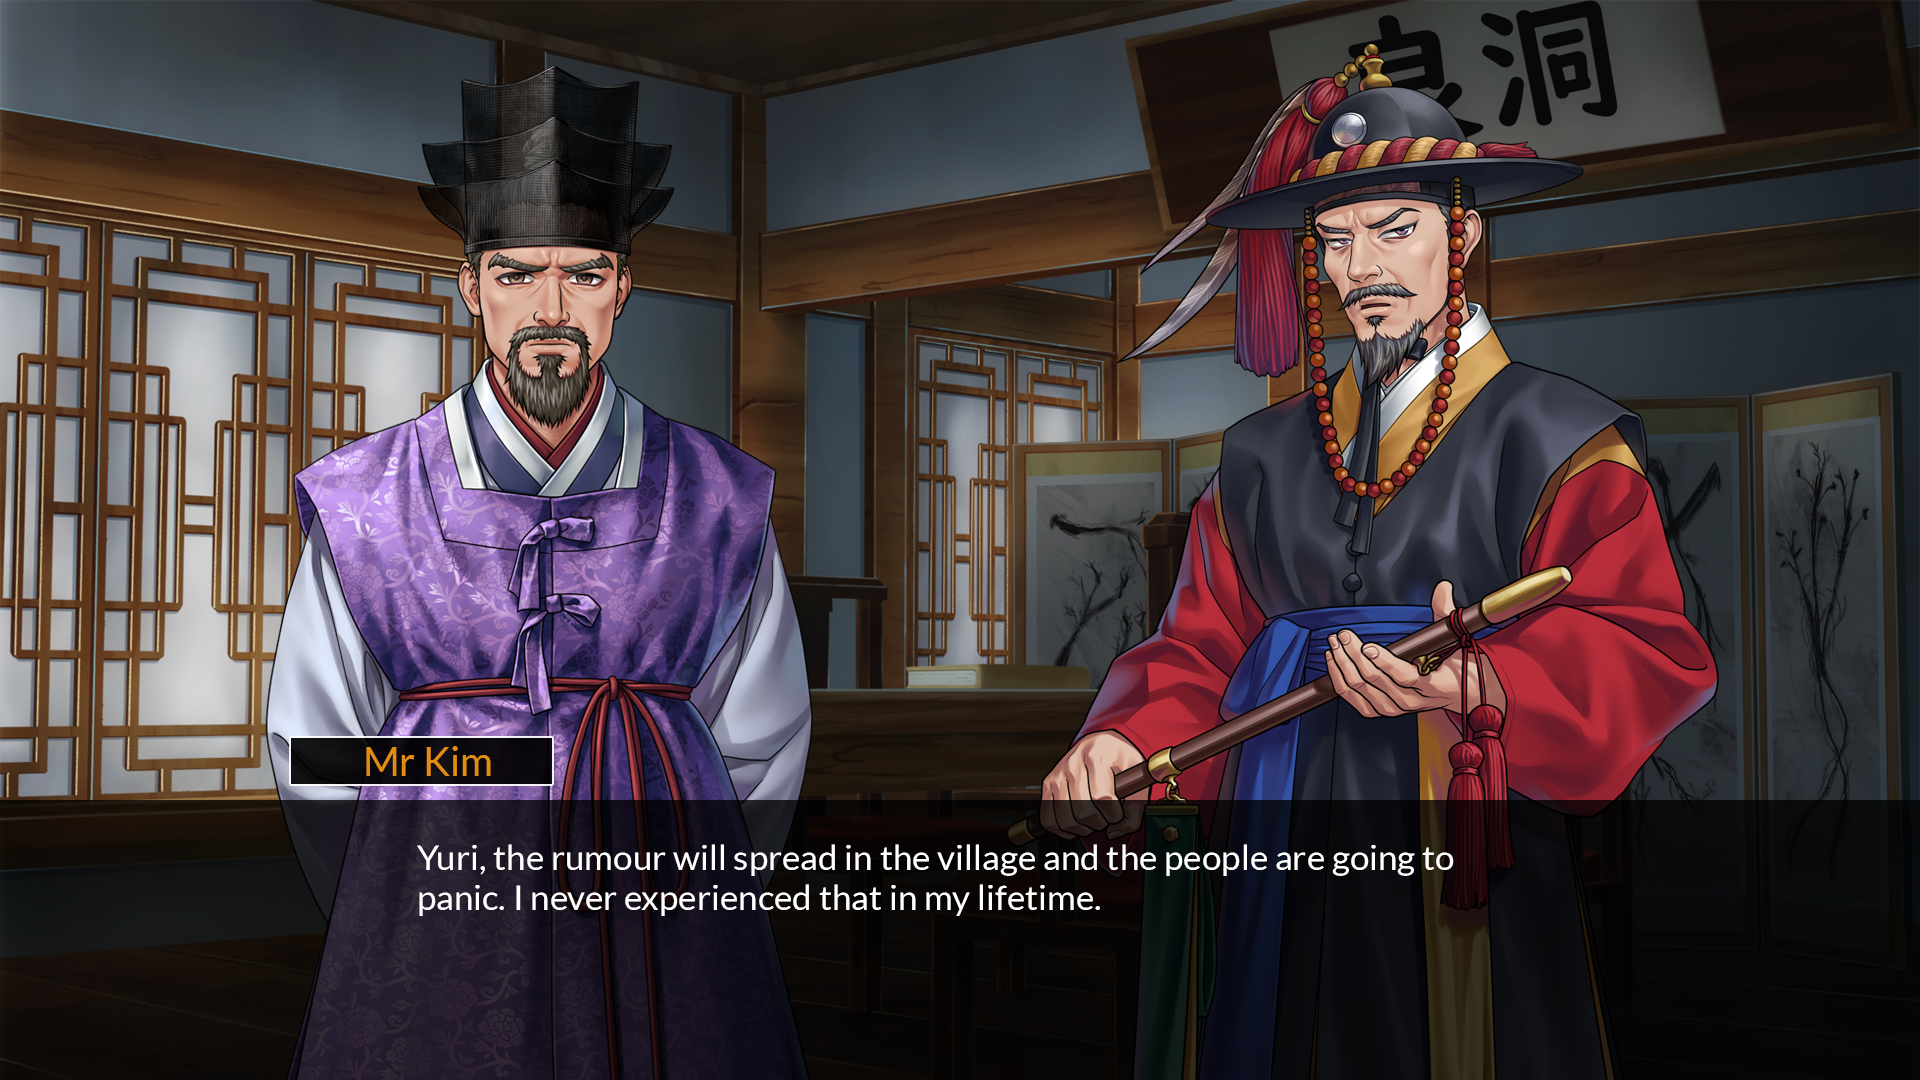 洞
Mr Kim
Yuri, the rumour will spread in the village and the people are going to
panic. I never experienced that in my lifetime.